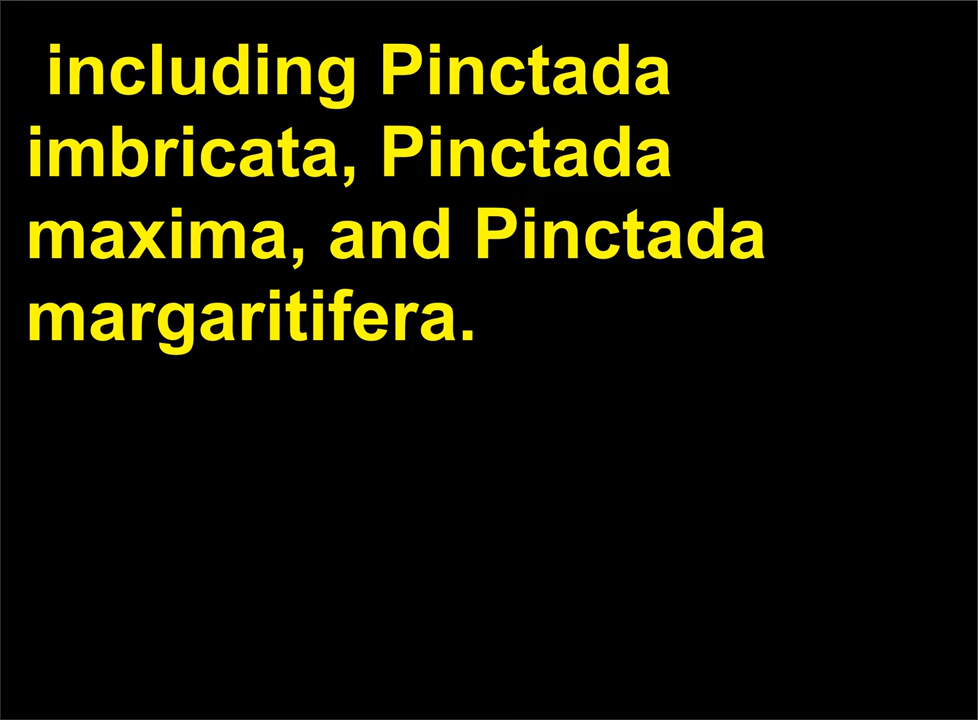 including Pinctada
imbricata, Pinctada
maxima, and Pinctada
margaritifera.